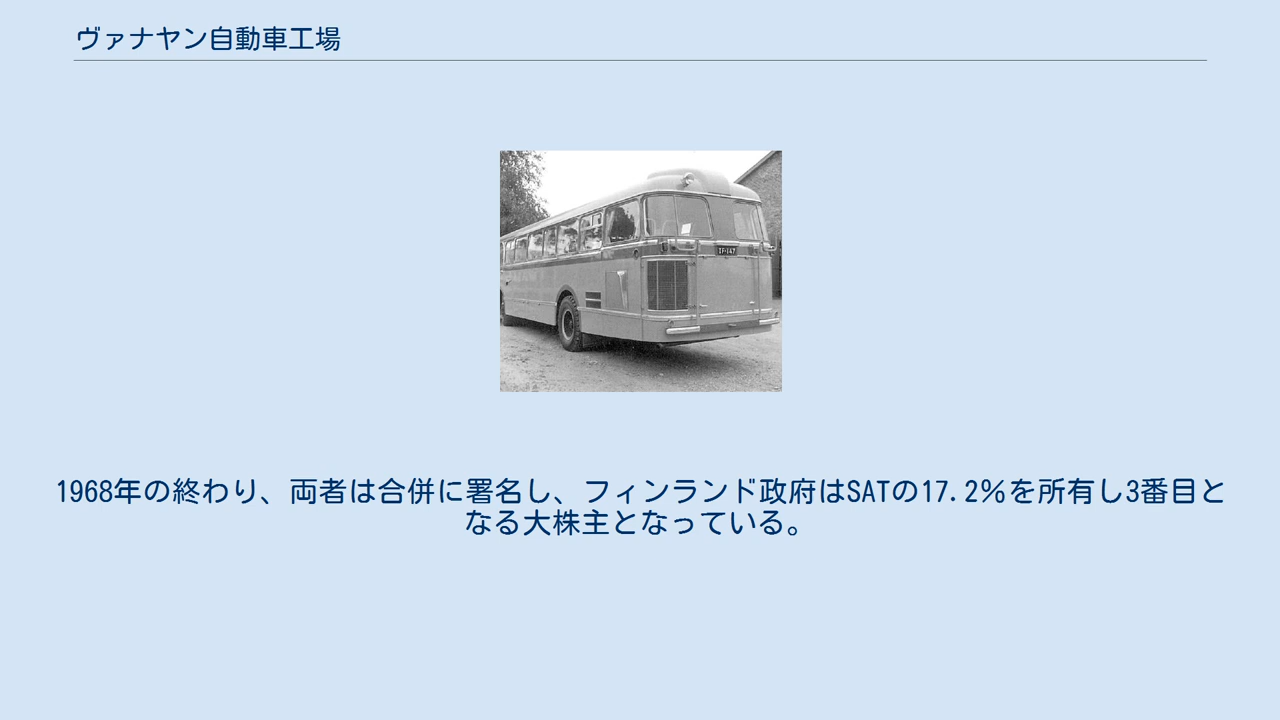 ヴァナヤン自動車工場
1968年の終わり、両者は合併に署名し、フィンランド政府はSATの17.2%を所有し3番目と
なる大株主となっている。